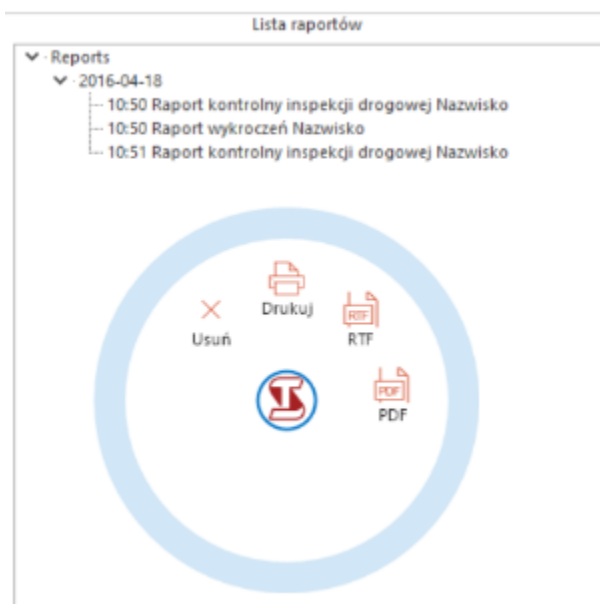 Lista raportów
Reports
2016-04-18
10:50 Raport kontrolny inspekcji drogowej Nazwisko
10:50 Raport wykroczeń Nazwisko
10:51 Raport kontrolny inspekcji drogowej Nazwisko
Drukuj
Usuń
RTF
RTF
PDF
PDF